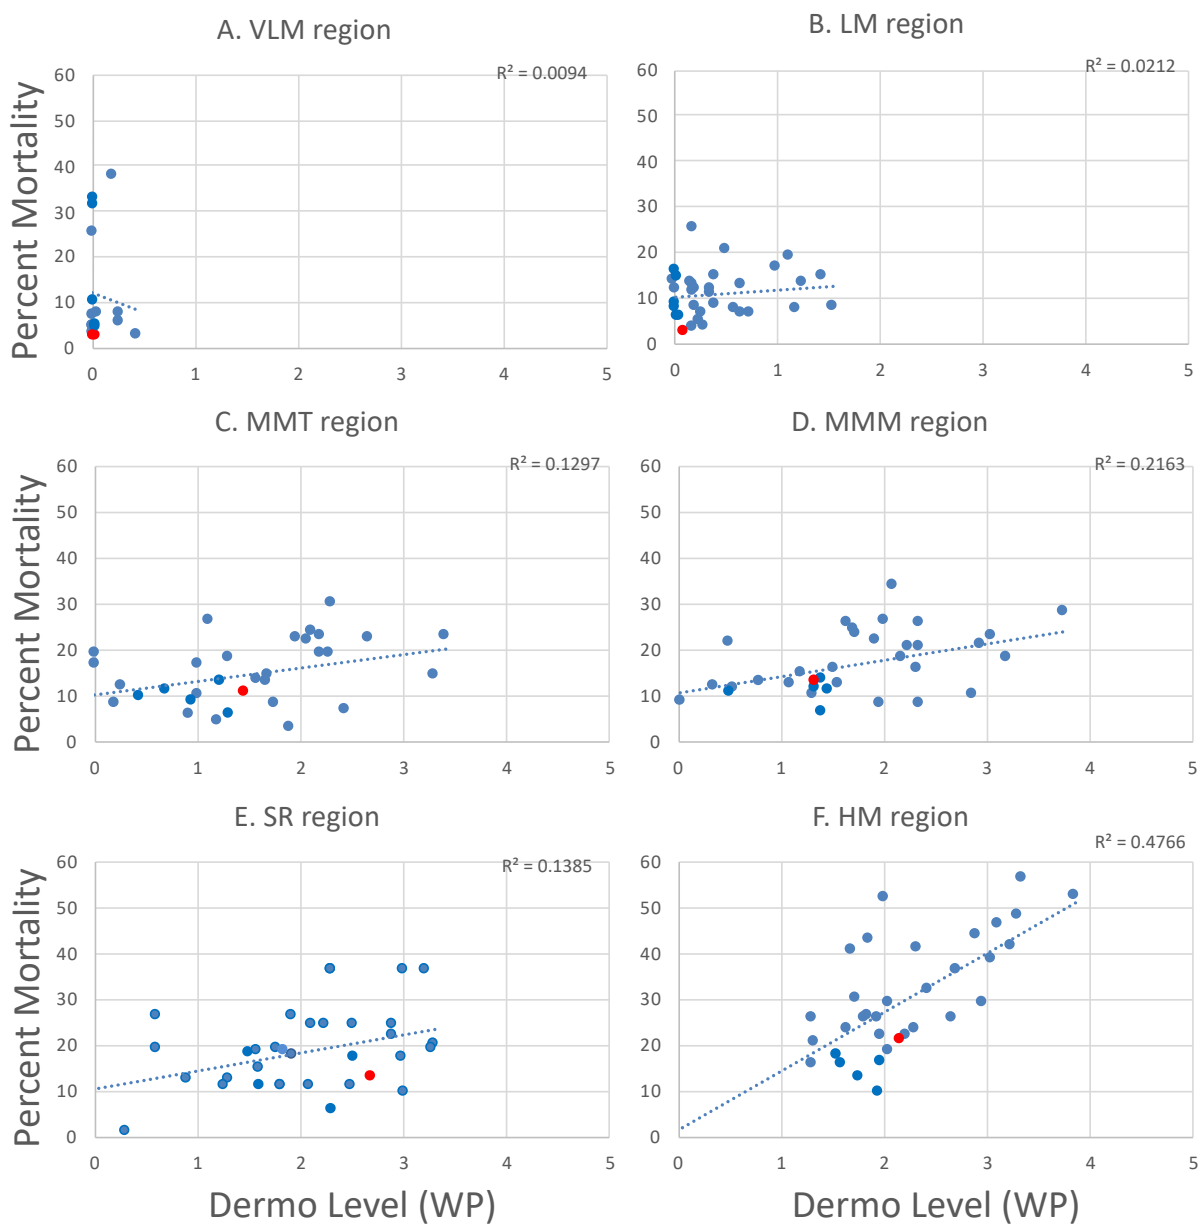 A. VLM region
R² = 0.0094
Percent Mortality
60
50
40
30
20
10
0
0 1 2 3 4 5
B. LM region
R² = 0.0212
60
50
40
30
20
10
0
0 1 2 3 4 5
C. MMT region
R² = 0.1297
Percent Mortality
60
50
40
30
20
10
0
0 1 2 3 4 5
D. MMM region
R² = 0.2163
60
50
40
30
20
10
0
0 1 2 3 4 5
E. SR region
R² = 0.1385
Percent Mortality
60
50
40
30
20
10
0
0 1 2 3 4 5
Dermo Level (WP)
F. HM region
R² = 0.4766
60
50
40
30
20
10
0
0 1 2 3 4 5
Dermo Level (WP)